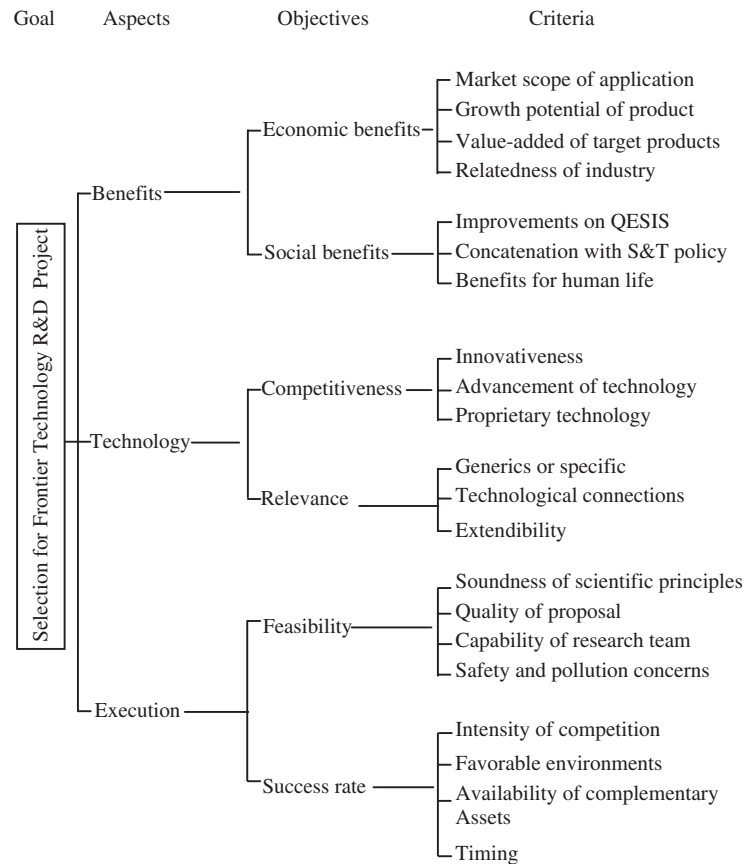 Goal Aspects Objectives Criteria
Selection for Frontier Technology R&D Project
Benefits
Economic benefits
Market scope of application
Growth potential of product
Value-added of target products
Relatedness of industry
Social benefits
Improvements on QESIS
Concatenation with S&T policy
Benefits for human life
Technology
Competitiveness
Innovativeness
Advancement of technology
Proprietary technology
Relevance
Generics or specific
Technological connections
Extendibility
Execution
Feasibility
Soundness of scientific principles
Quality of proposal
Capability of research team
Safety and pollution concerns
Success rate
Intensity of competition
Favorable environments
Availability of complementary
Assets
Timing